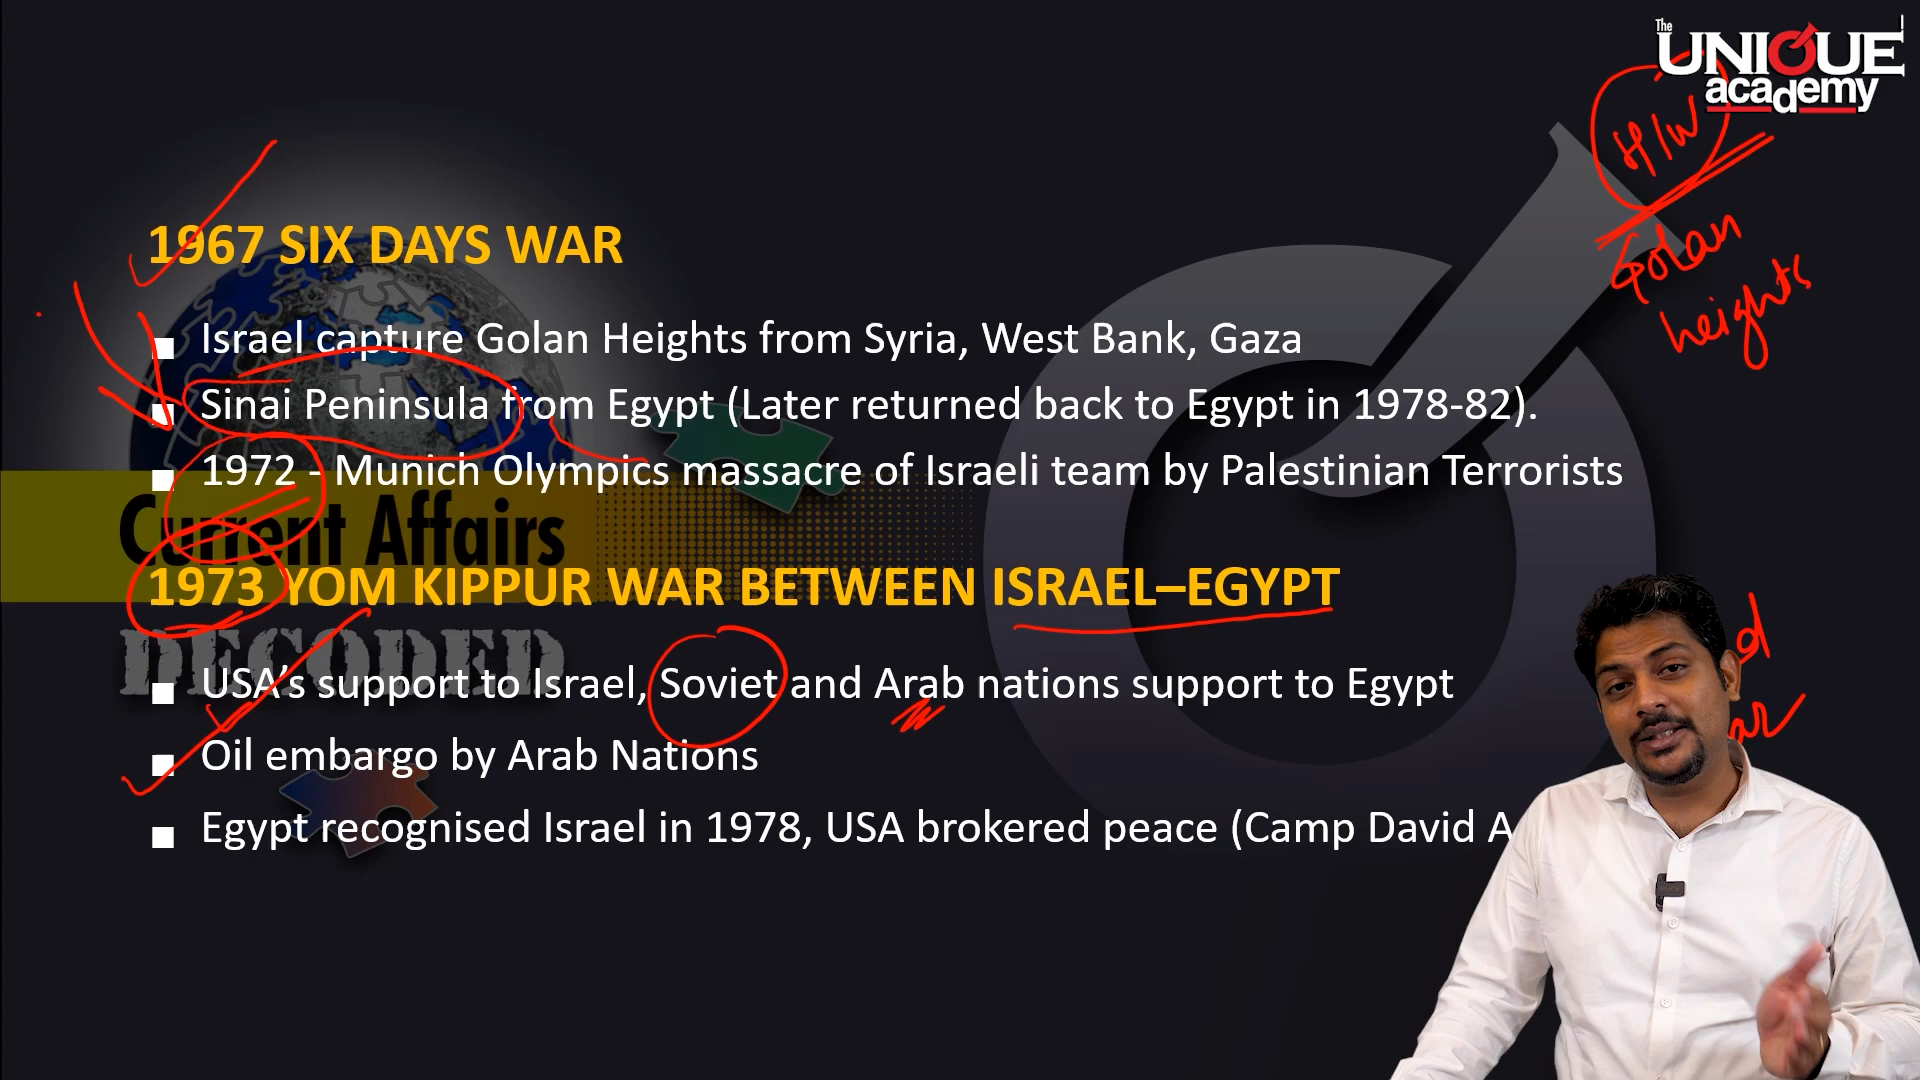 The
UNIQUE
academy
H/W
Golan
heights
1967 SIX DAYS WAR
Israel capture Golan Heights from Syria, West Bank, Gaza
Sinai Peninsula from Egypt (Later returned back to Egypt in 1978-82).
1972 - Munich Olympics massacre of Israeli team by Palestinian Terrorists
Current Affairs
DECODED
1973 YOM KIPPUR WAR BETWEEN ISRAEL–EGYPT
USA’s support to Israel, Soviet and Arab nations support to Egypt
Oil embargo by Arab Nations
Egypt recognised Israel in 1978, USA brokered peace (Camp David A